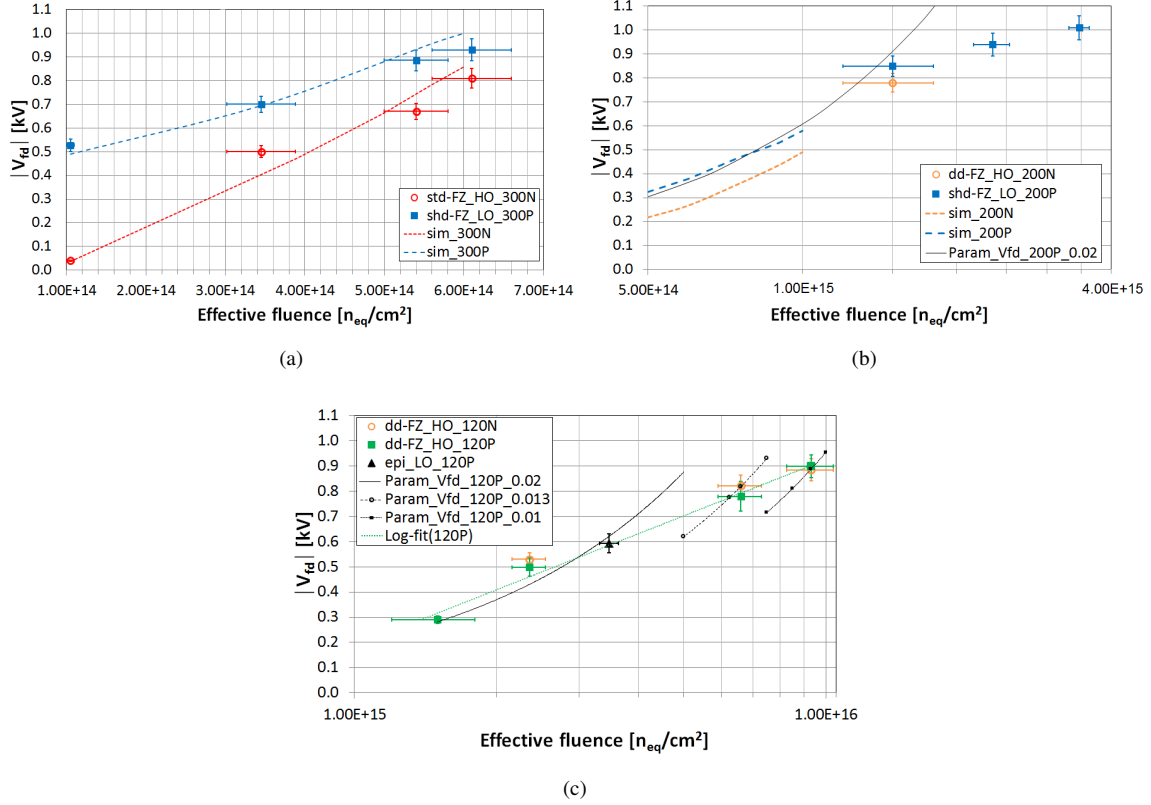 1.1
1.0
0.9
0.8
0.7
0.6
0.5
0.4
0.3
0.2
0.1
0.0
|Vfd| [kV]
std-FZ_HO_300N
shd-FZ_LO_300P
sim_300N
sim_300P
1.00E+14 2.00E+14 3.00E+14 4.00E+14 5.00E+14 6.00E+14 7.00E+14
Effective fluence [neq/cm²]
(a)
1.1
1.0
0.9
0.8
0.7
0.6
0.5
0.4
0.3
0.2
0.1
0.0
|Vfd| [kV]
dd-FZ_HO_200N
shd-FZ_LO_200P
sim_200N
sim_200P
Param_Vfd_200P_0.02
5.00E+14 1.00E+15 4.00E+15
Effective fluence [neq/cm²]
(b)
1.1
1.0
0.9
0.8
0.7
0.6
0.5
0.4
0.3
0.2
0.1
0.0
|Vfd| [kV]
dd-FZ_HO_120N
dd-FZ_HO_120P
epi_LO_120P
Param_Vfd_120P_0.02
Param_Vfd_120P_0.013
Param_Vfd_120P_0.01
Log-fit(120P)
1.00E+15 1.00E+16
Effective fluence [neq/cm²]
(c)